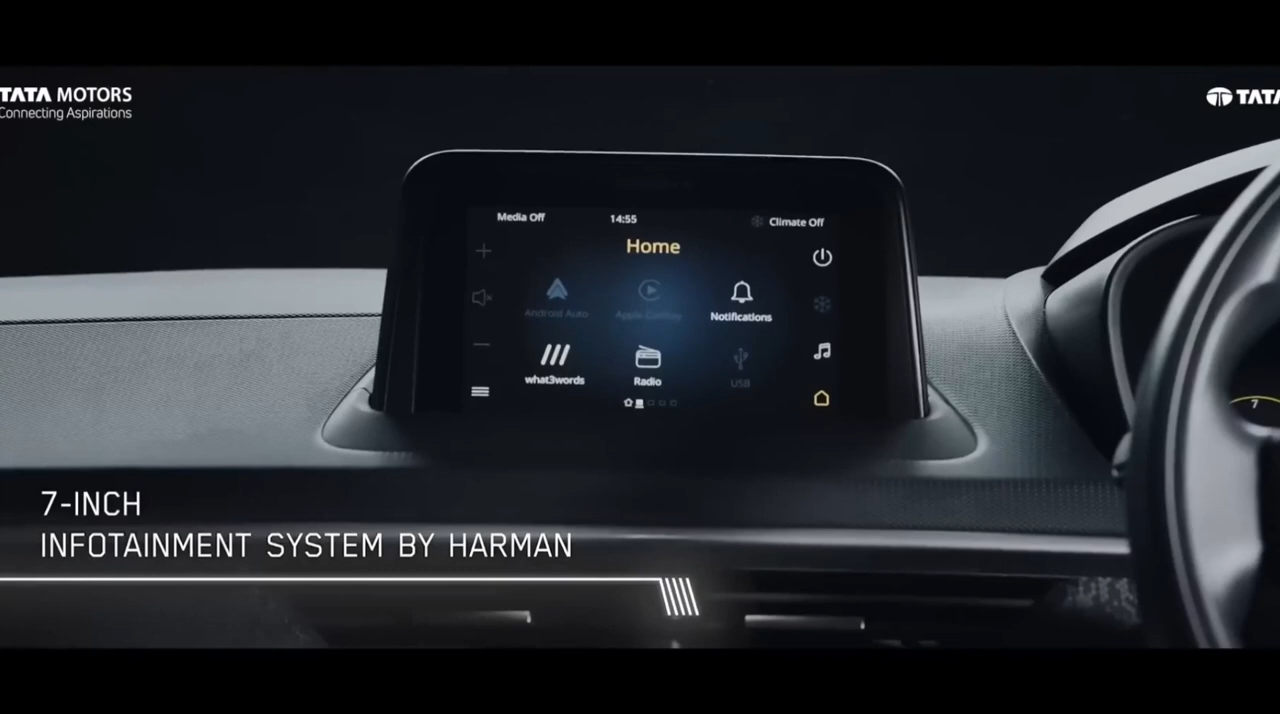 TATA MOTORS
Connecting Aspirations
TATA
Media Off
14:55
Climate Off
Home
Android Auto
Apple CarPlay
Notifications
what3words
Radio
USB
7
7-INCH
INFOTAINMENT SYSTEM BY HARMAN